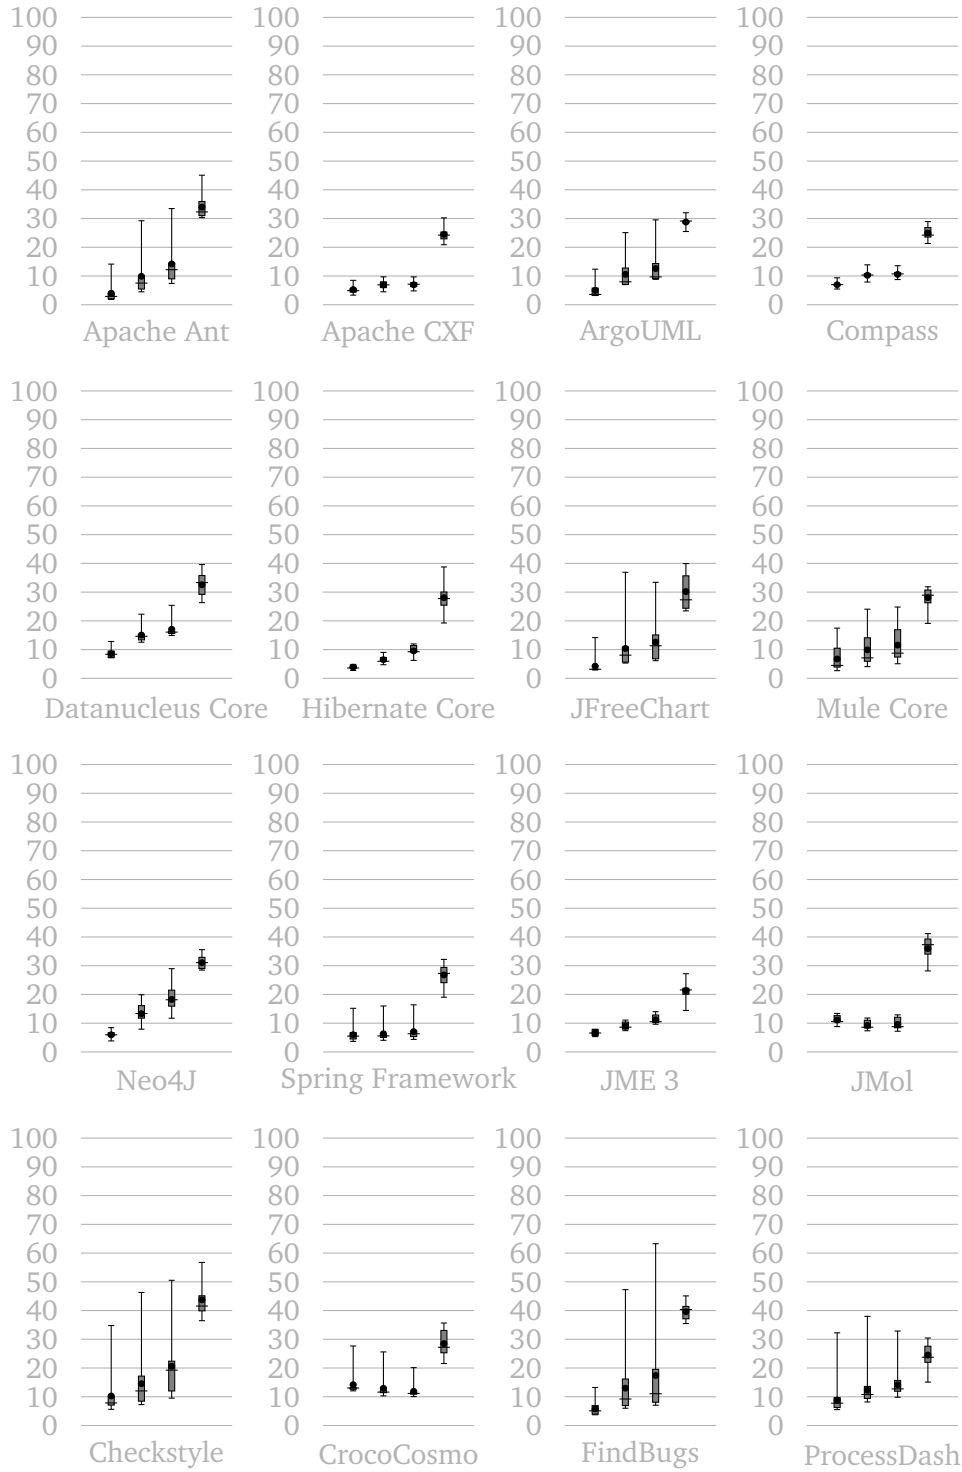 100 100 100 100
90 90 90 90
80 80 80 80
70 70 70 70
60 60 60 60
50 50 50 50
40 40 40 40
30 30 30 30
20 20 20 20
10 10 10 10
0 0 0 0
Apache Ant Apache CXF ArgoUML Compass
100 100 100 100
90 90 90 90
80 80 80 80
70 70 70 70
60 60 60 60
50 50 50 50
40 40 40 40
30 30 30 30
20 20 20 20
10 10 10 10
0 0 0 0
Datanucleus Core Hibernate Core JFreeChart Mule Core
100 100 100 100
90 90 90 90
80 80 80 80
70 70 70 70
60 60 60 60
50 50 50 50
40 40 40 40
30 30 30 30
20 20 20 20
10 10 10 10
0 0 0 0
Neo4J Spring Framework JME 3 JMol
100 100 100 100
90 90 90 90
80 80 80 80
70 70 70 70
60 60 60 60
50 50 50 50
40 40 40 40
30 30 30 30
20 20 20 20
10 10 10 10
0 0 0 0
Checkstyle CrocoCosmo FindBugs ProcessDash